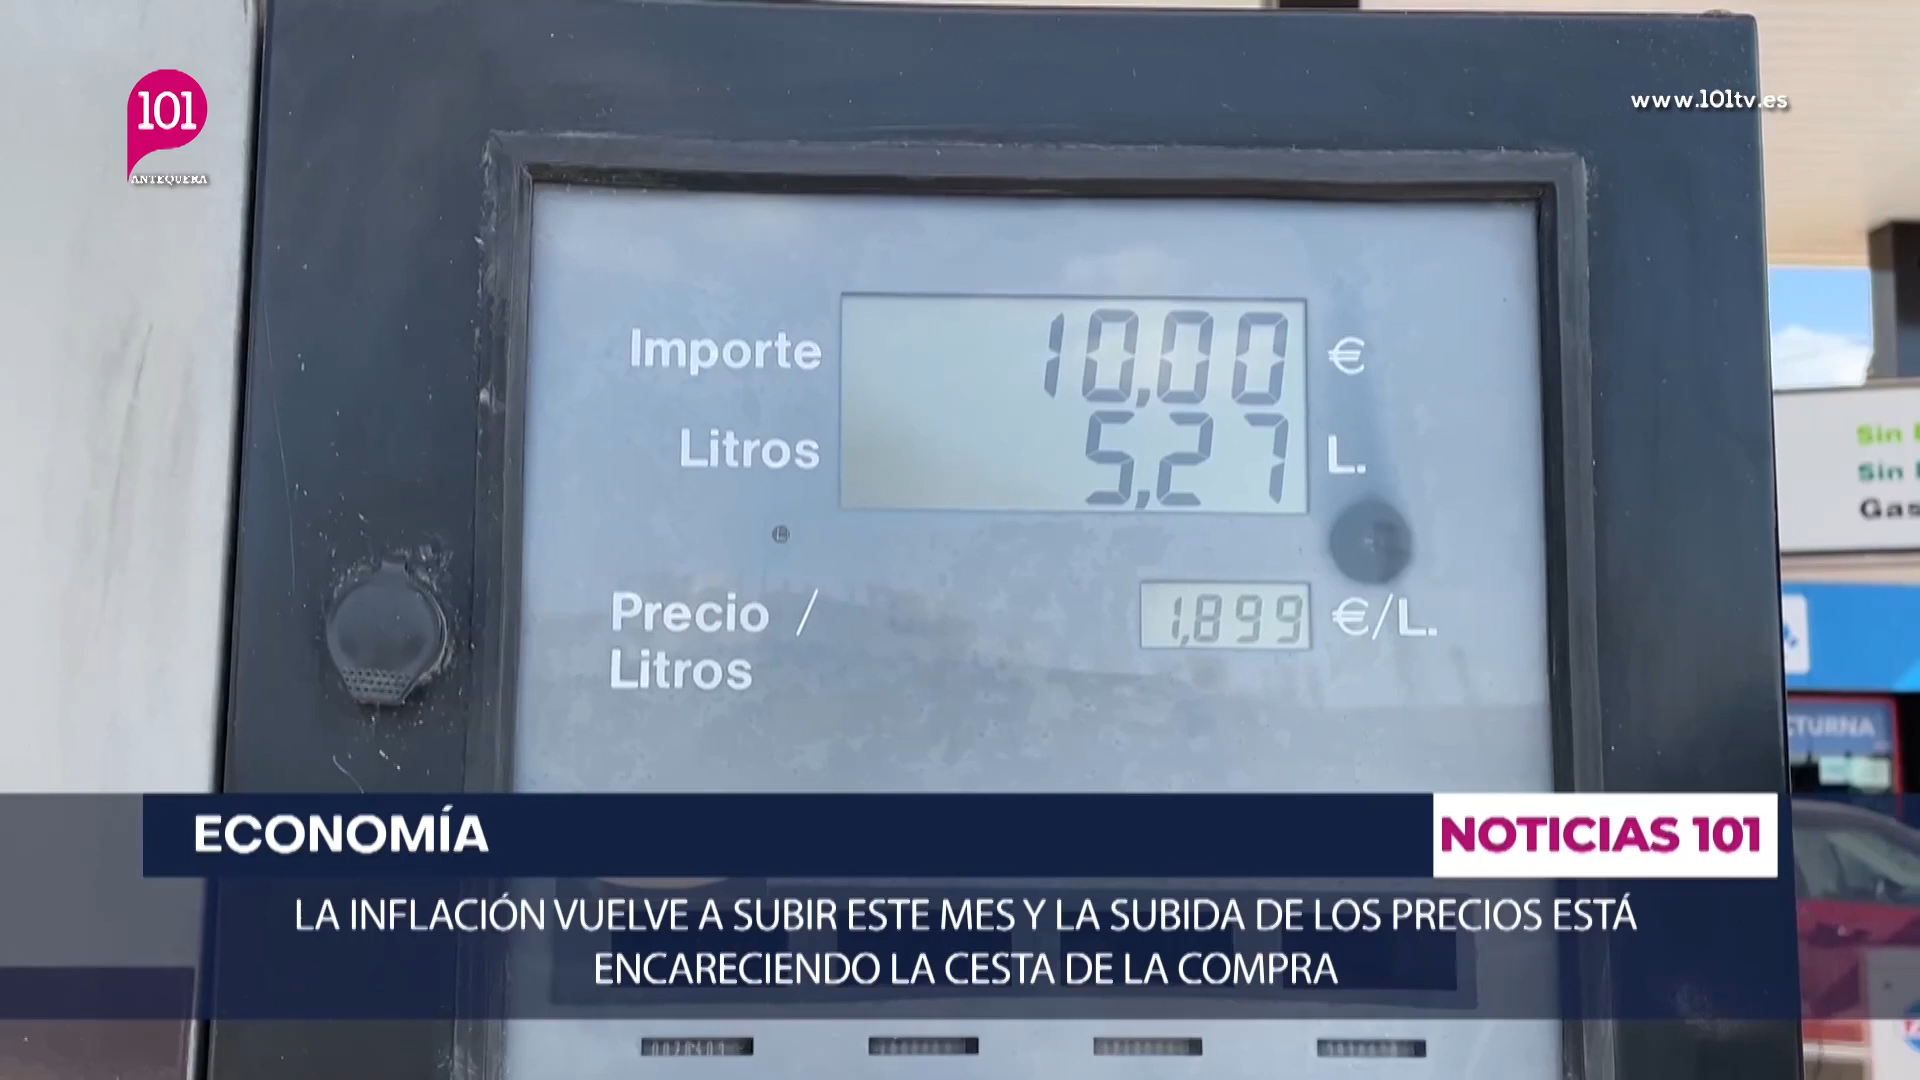 101
ANTEQUERA
www.101tv.es
Importe 10,00 €
Litros 5,27 L.
Precio / 1,899 €/L.
Litros
Sin
Sin
Gas
CTURNA
ECONOMÍA
NOTICIAS 101
LA INFLACIÓN VUELVE A SUBIR ESTE MES Y LA SUBIDA DE LOS PRECIOS ESTÁ
ENCARECIENDO LA CESTA DE LA COMPRA